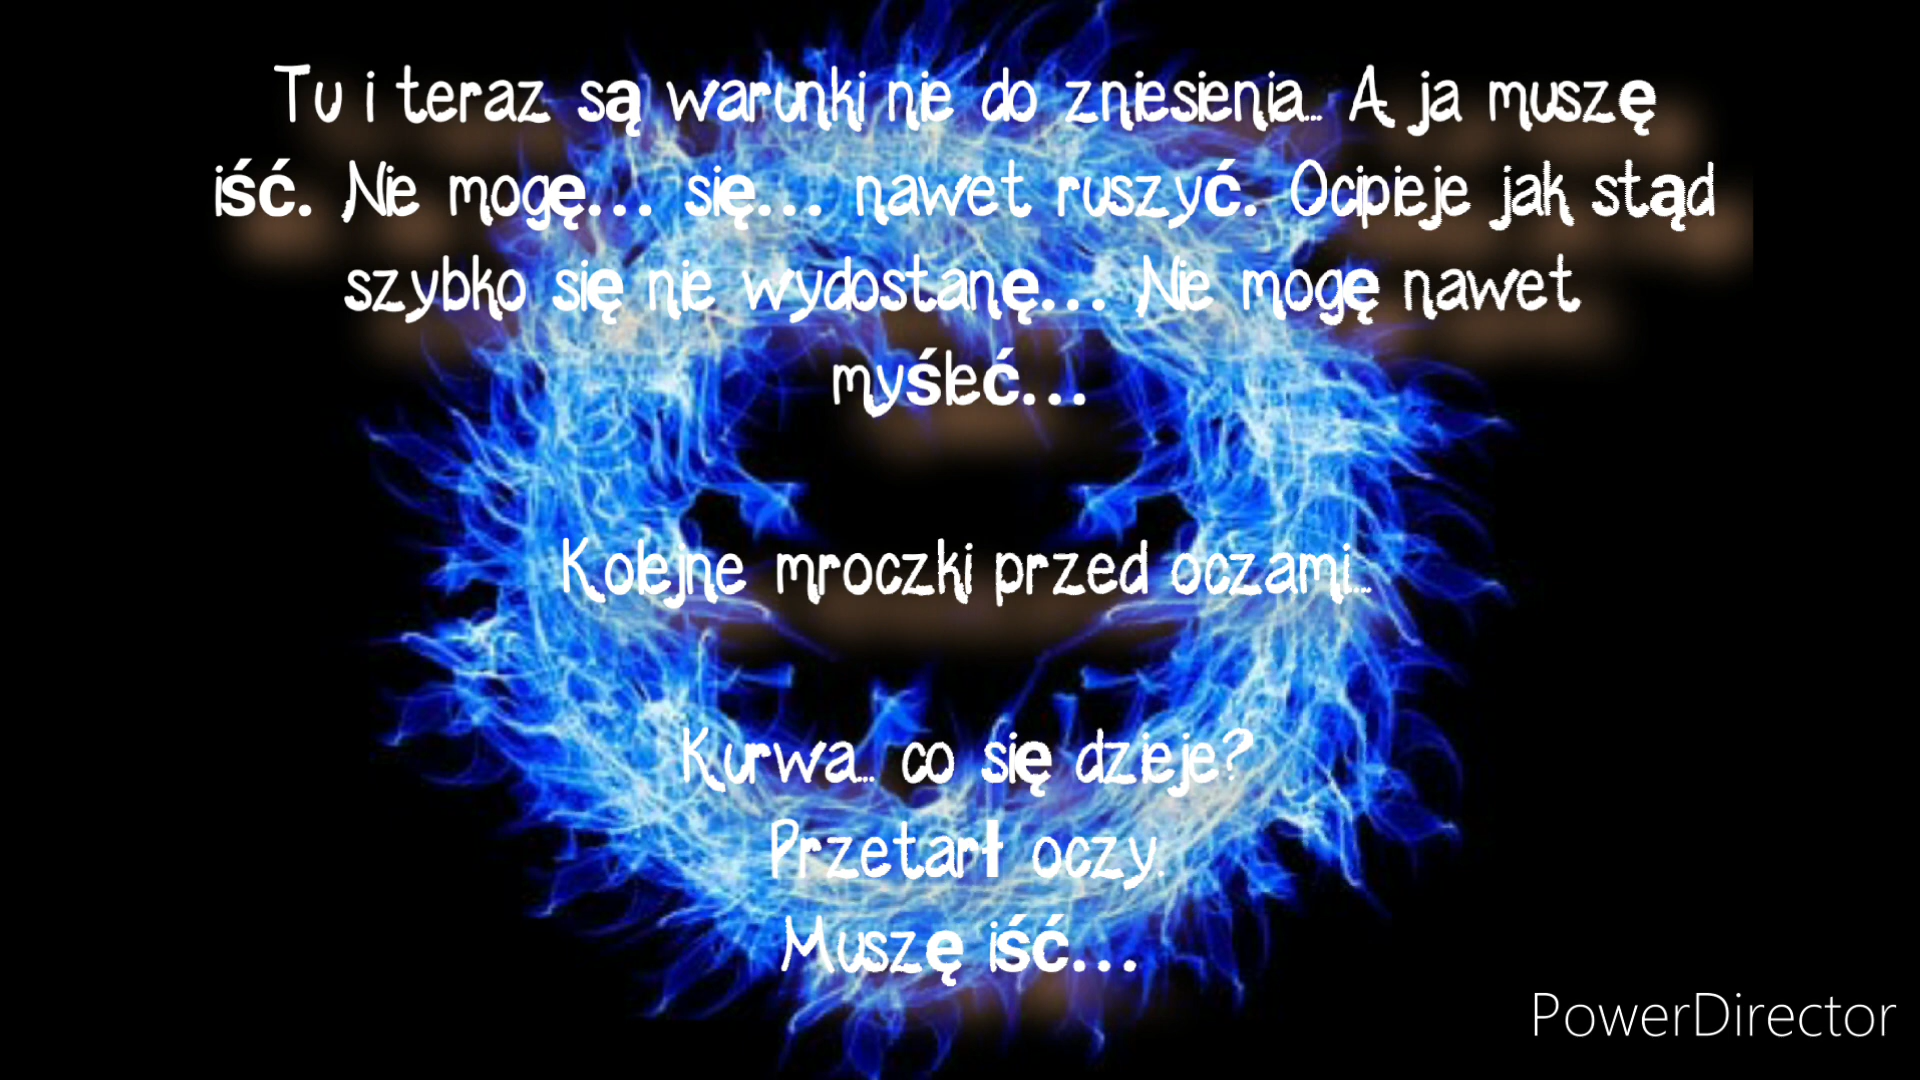 Tu i teraz są warunki nie do zniesienia... A ja muszę
iść. Nie mogę... się... nawet ruszyć. Ocipieje jak stąd
szybko się nie wydostanę... Nie mogę nawet
myśleć...
Kolejne mroczki przed oczami...
Kurwa... co się dzieje?
Przetarł oczy.
Muszę iść...
PowerDirector